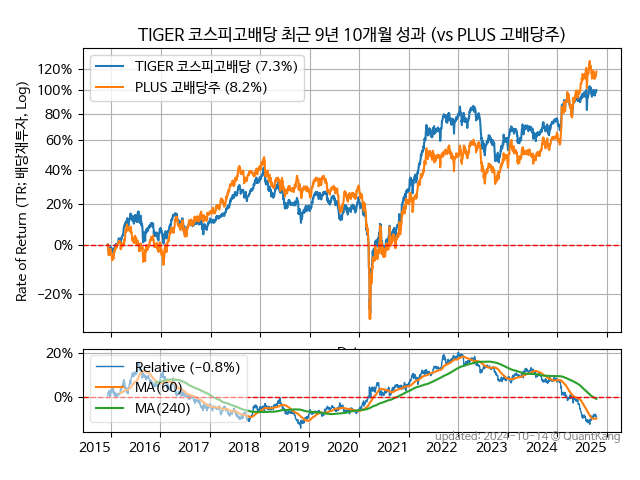 TIGER 코스피고배당 최근 9년 10개월 성과 (vs PLUS 고배당주)
TIGER 코스피고배당 (7.3%)
PLUS 고배당주 (8.2%)
Rate of Return (TR: 배당재투자, Log)
120%
100%
80%
60%
40%
20%
0%
−20%
20%
0%
Relative (−0.8%)
MA(60)
MA(240)
updated: 2024-10-14 © QuantKang
2015 2016 2017 2018 2019 2020 2021 2022 2023 2024 2025